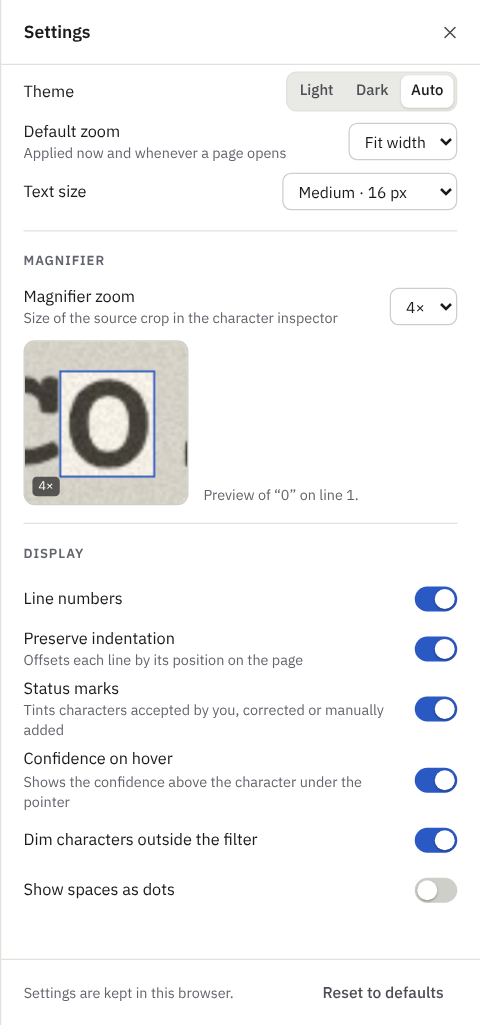 Settings
Theme Light Dark Auto
Default zoom
Applied now and whenever a page opens
Fit width
Text size Medium · 16 px
MAGNIFIER
Magnifier zoom
Size of the source crop in the character inspector
4×
co
4×
Preview of “0” on line 1.
DISPLAY
Line numbers
Preserve indentation
Offsets each line by its position on the page
Status marks
Tints characters accepted by you, corrected or manually
added
Confidence on hover
Shows the confidence above the character under the
pointer
Dim characters outside the filter
Show spaces as dots
Settings are kept in this browser. Reset to defaults